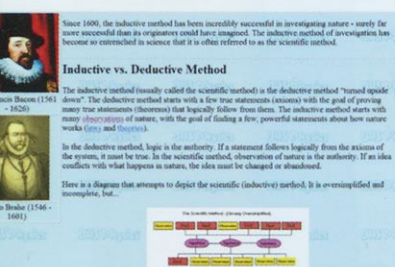 Since 1600, the inductive method has been incredibly successful in investigating nature - surely far
more successful than its originators could have imagined. The inductive method of investigation has
become so entrenched in science that it is often referred to as the scientific method.
Inductive vs. Deductive Method
The inductive method (usually called the scientific method) is the deductive method "turned upside
down". The deductive method starts with a few true statements (axioms) with the goal of proving
many true statements (theorems) that logically follow from them. The inductive method starts with
many observations of nature, with the goal of finding a few, powerful statements about how nature
works (laws and theories).
In the deductive method, logic is the authority. If a statement follows logically from the axioms of
the system, it must be true. In the scientific method, observation of nature is the authority. If an idea
conflicts with what happens in nature, the idea must be changed or abandoned.
Here is a diagram that attempts to depict the scientific (inductive) method. It is oversimplified and
incomplete, but...
ncis Bacon (1561
- 1626)
o Brahe (1546 -
1601)
The Scientific Method - (Strong Oversimplified)